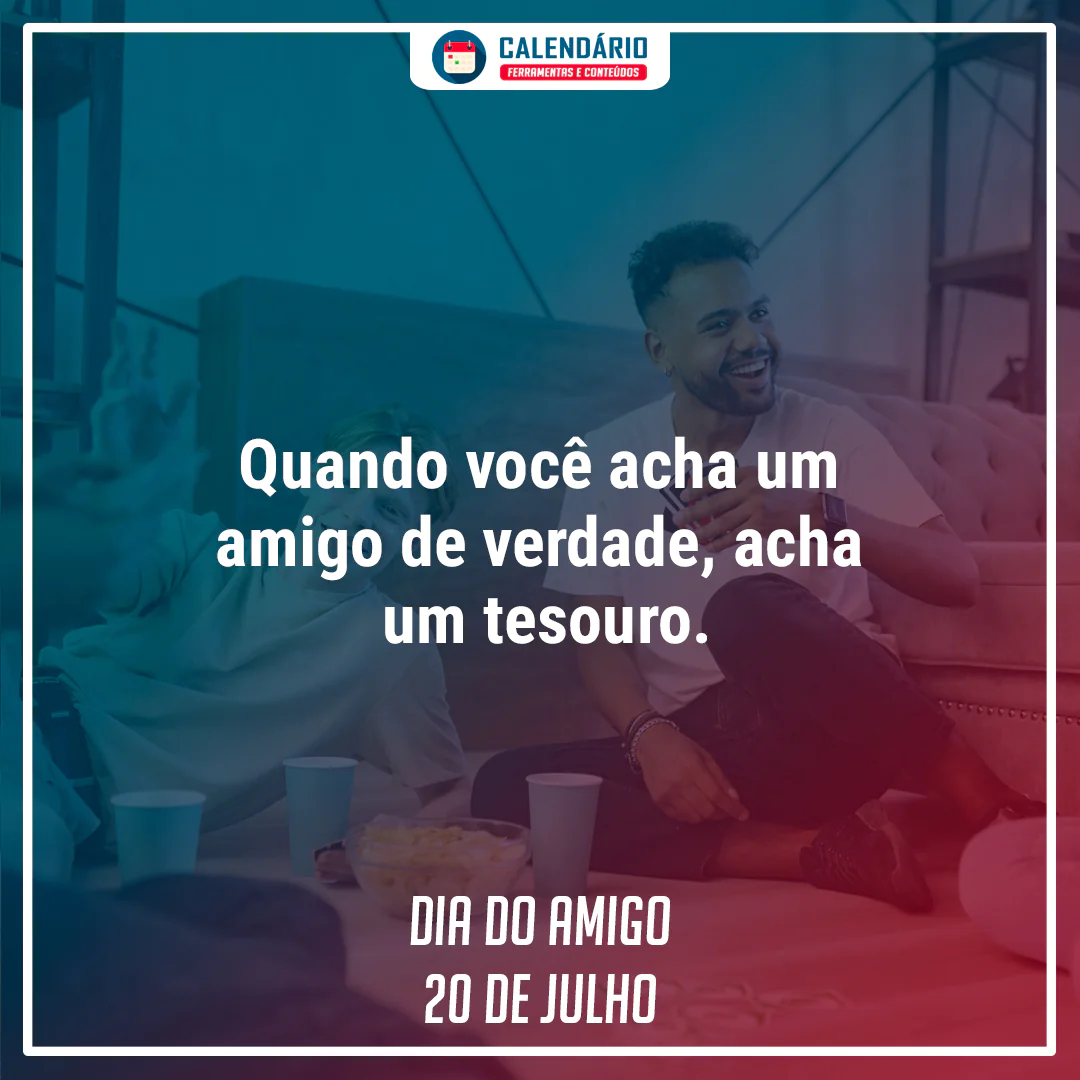 CALENDÁRIO
FERRAMENTAS E CONTEÚDOS
Quando você acha um
amigo de verdade, acha
um tesouro.
DIA DO AMIGO
20 DE JULHO